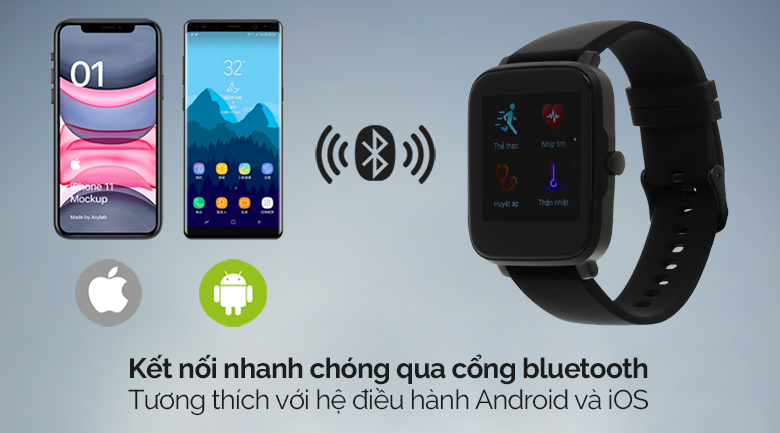 01
iPhone 11
Mockup
Made by Asylab.
32°
Thể thao
Nhịp tim
Huyết áp
Thân nhiệt
Kết nối nhanh chóng qua cổng bluetooth
Tương thích với hệ điều hành Android và iOS